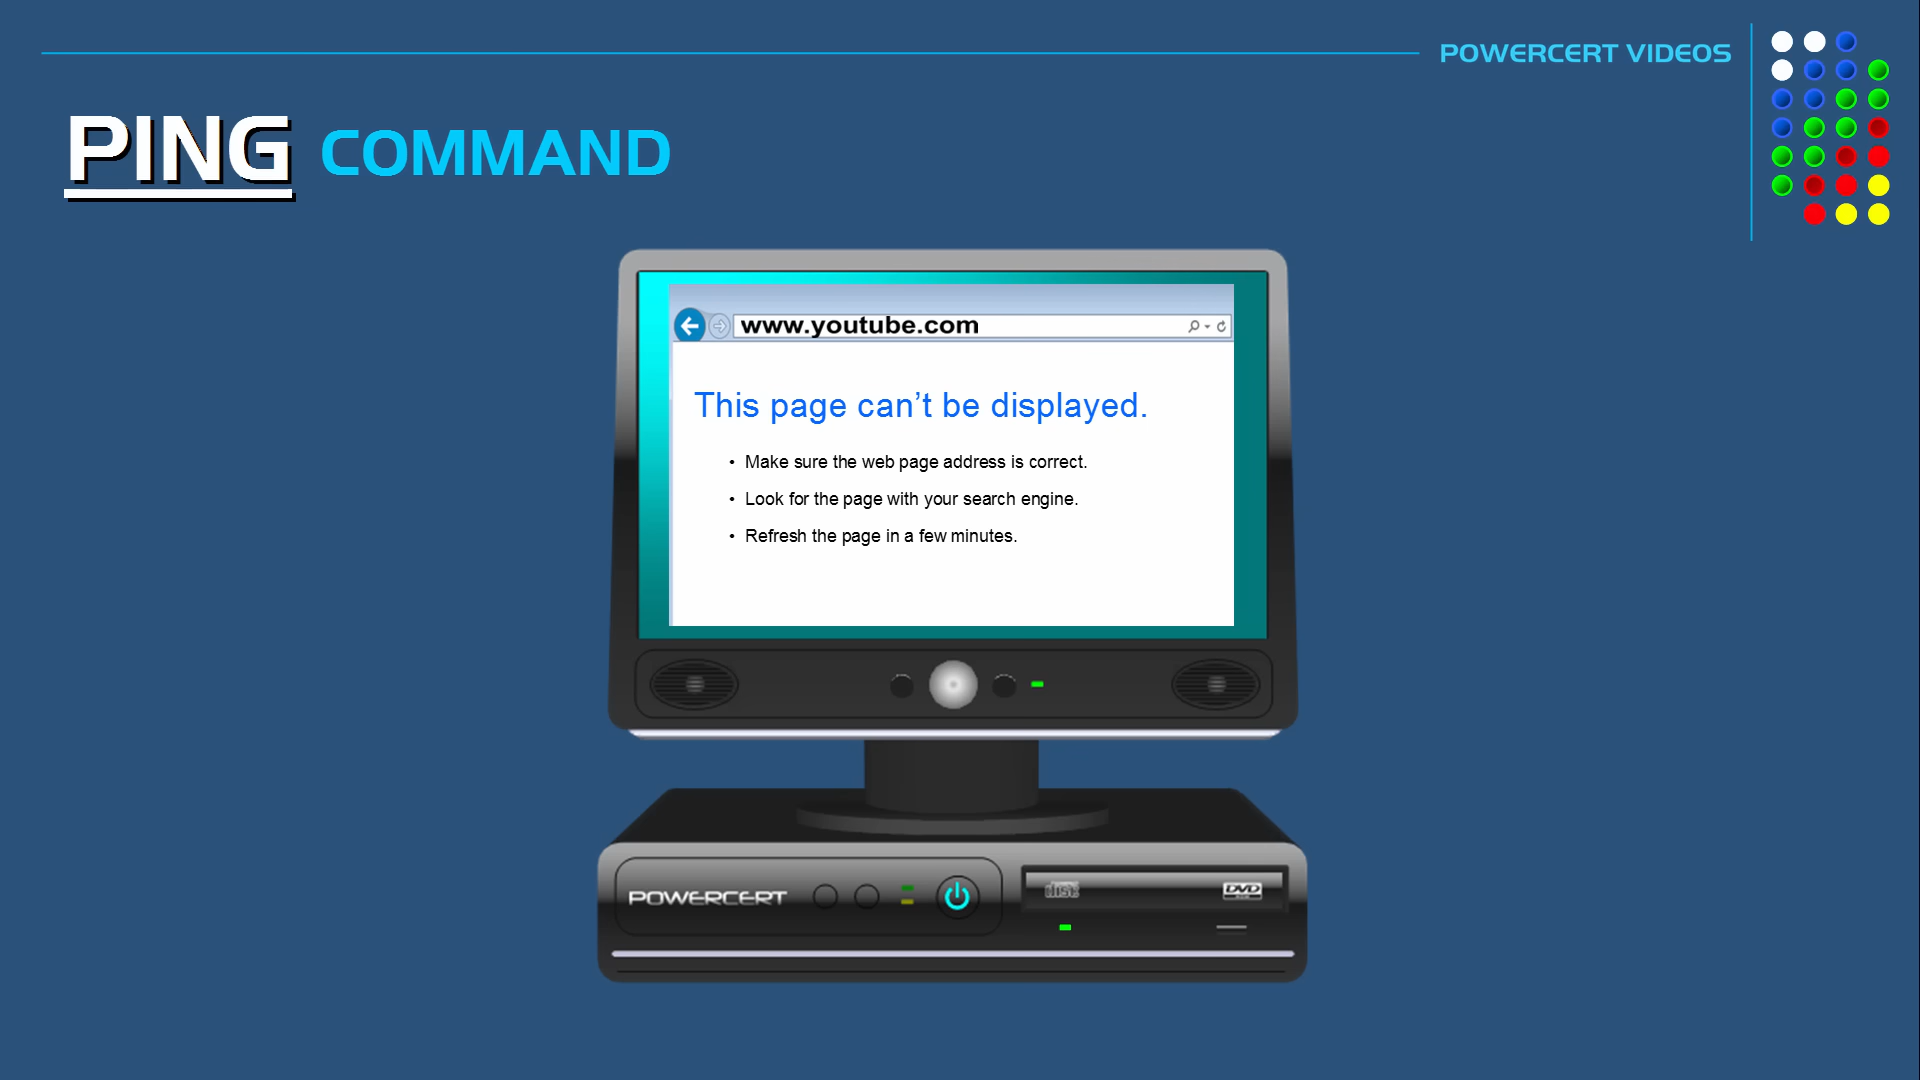 POWERCERT VIDEOS
PING COMMAND
www.youtube.com
This page can’t be displayed.
• Make sure the web page address is correct.
• Look for the page with your search engine.
• Refresh the page in a few minutes.
POWERCERT
disc
DVD